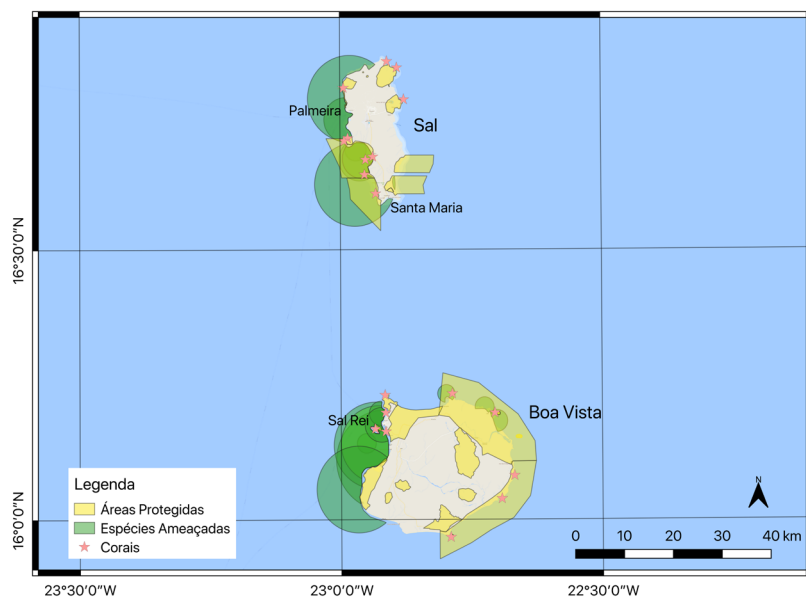 Palmeira
Sal
Santa Maria
16°30'0"N
Sal Rei
Boa Vista
Legenda
Áreas Protegidas
Espécies Ameaçadas
Corais
16°0'0"N
N
0 10 20 30 40 km
23°30'0"W 23°0'0"W 22°30'0"W